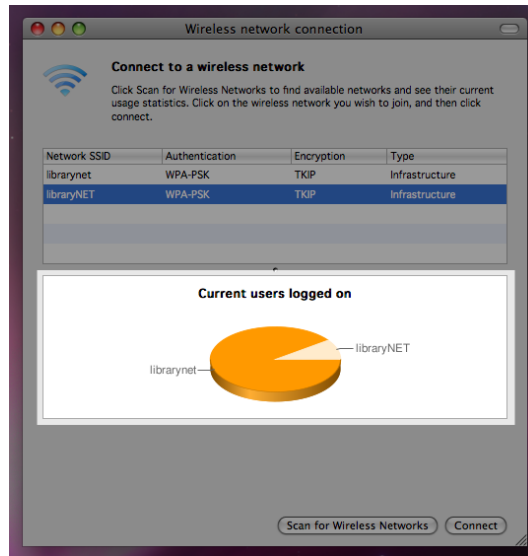 Wireless network connection
Connect to a wireless network
Click Scan for Wireless Networks to find available networks and see their current
usage statistics. Click on the wireless network you wish to join, and then click
connect.
Network SSID Authentication Encryption Type
librarynet WPA-PSK TKIP Infrastructure
libraryNET WPA-PSK TKIP Infrastructure
Current users logged on
libraryNET
librarynet
Scan for Wireless Networks Connect